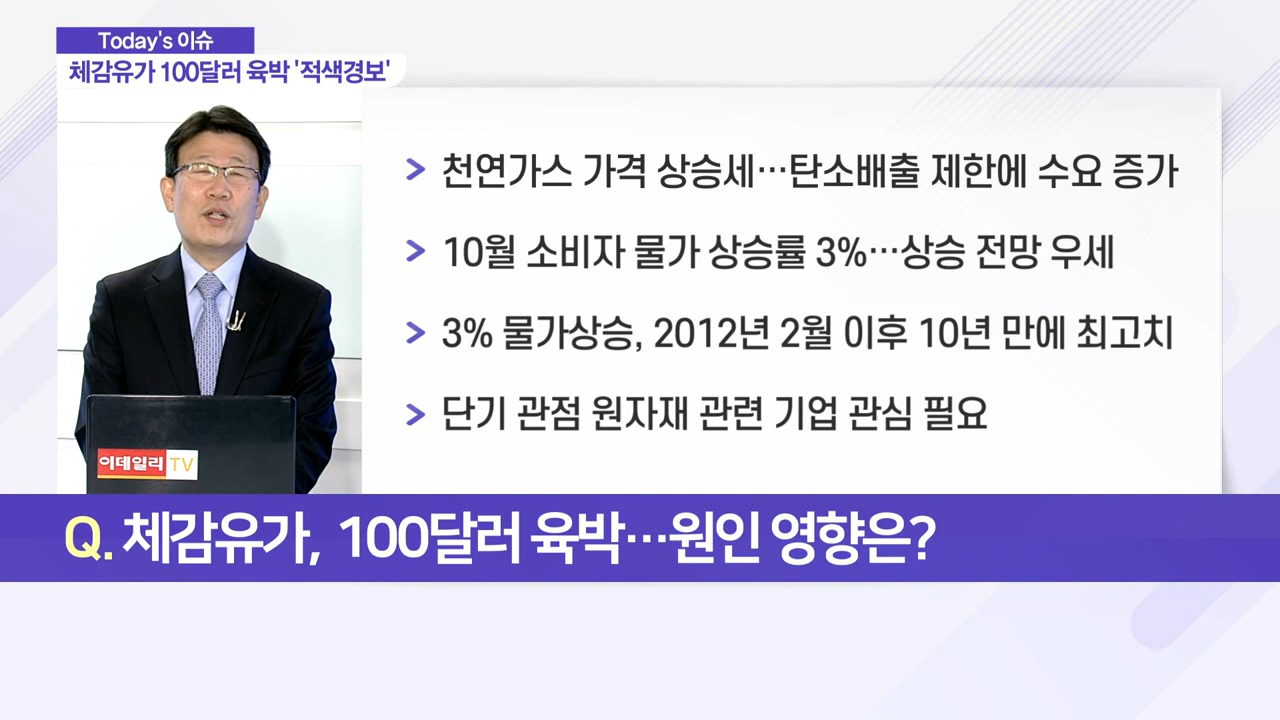 Today's 이슈
체감유가 100달러 육박 '적색경보'
> 천연가스 가격 상승세…탄소배출 제한에 수요 증가
> 10월 소비자 물가 상승률 3%…상승 전망 우세
> 3% 물가상승, 2012년 2월 이후 10년 만에 최고치
> 단기 관점 원자재 관련 기업 관심 필요
이데일리 TV
Q. 체감유가, 100달러 육박…원인 영향은?